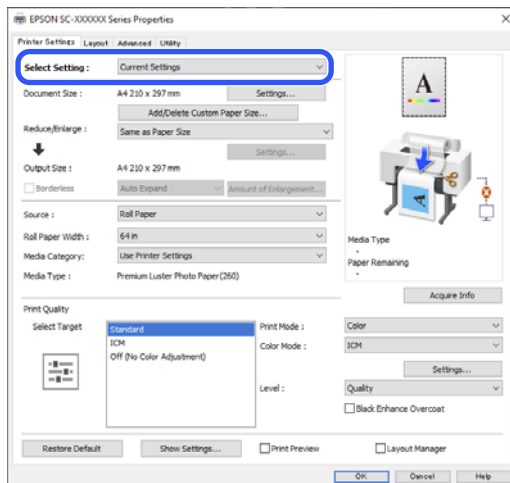 EPSON SC-XXXXXX Series Properties
Printer Settings Layout Advanced Utility
Select Setting : Current Settings
Document Size : A4 210 x 297 mm Settings...
Add/Delete Custom Paper Size...
Reduce/Enlarge : Same as Paper Size
Settings...
Output Size : A4 210 x 297 mm
Borderless Auto Expand Amount of Enlargement...
Source : Roll Paper
Roll Paper Width : 64 in
Media Category: Use Printer Settings
Media Type : Premium Luster Photo Paper(260)
A
A
Media Type
-
Paper Remaining
-
Acquire Info
Print Quality
Select Target
Standard
ICM
Off (No Color Adjustment)
Print Mode : Color
Color Mode : ICM
Settings...
Level : Quality
Black Enhance Overcoat
Restore Default Show Settings... Print Preview Layout Manager
OK Cancel Help